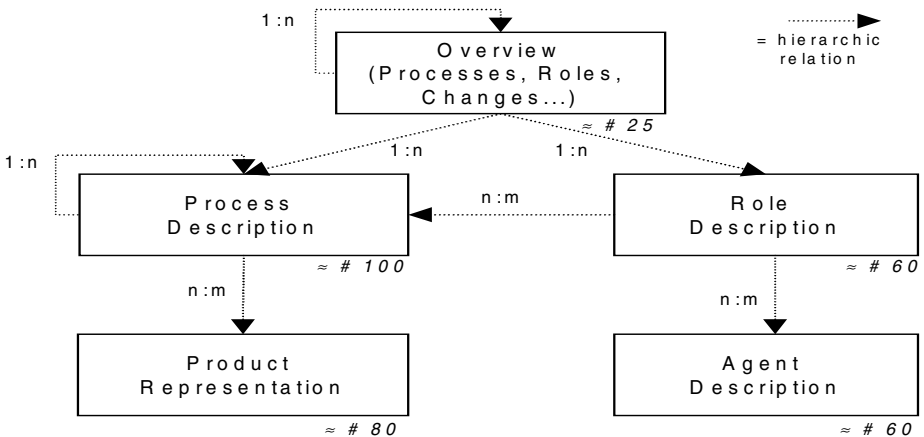 1:n
Overview
(Processes, Roles,
Changes...)
= hierarchic
relation
≈ # 25
1:n
1:n
1:n
Process
Description
n:m
Role
Description
≈ # 100
≈ # 60
n:m
n:m
Product
Representation
Agent
Description
≈ # 80
≈ # 60